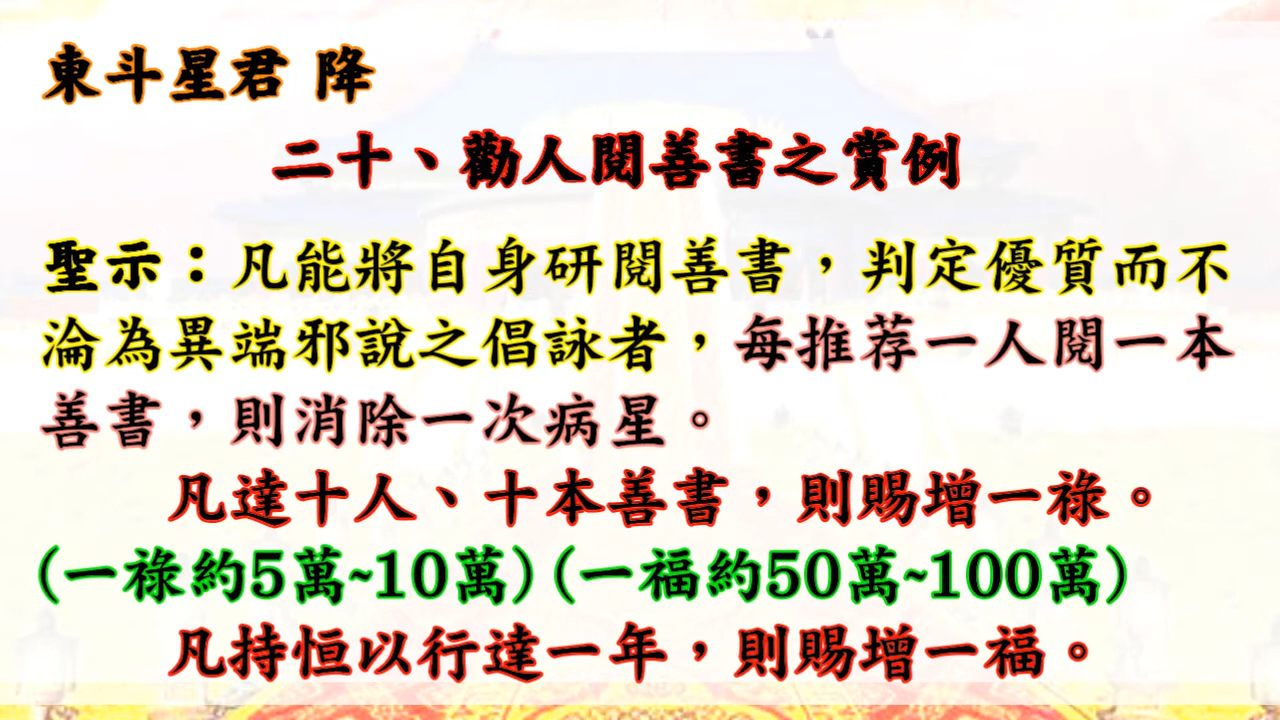 東斗星君 降
二十、勸人閱善書之賞例
聖示：凡能將自身研閱善書，判定優質而不
淪為異端邪說之倡詠者，每推荐一人閱一本
善書，則消除一次病星。
凡達十人、十本善書，則賜增一祿。
(一祿約5萬~10萬)(一福約50萬~100萬)
凡持恒以行達一年，則賜增一福。